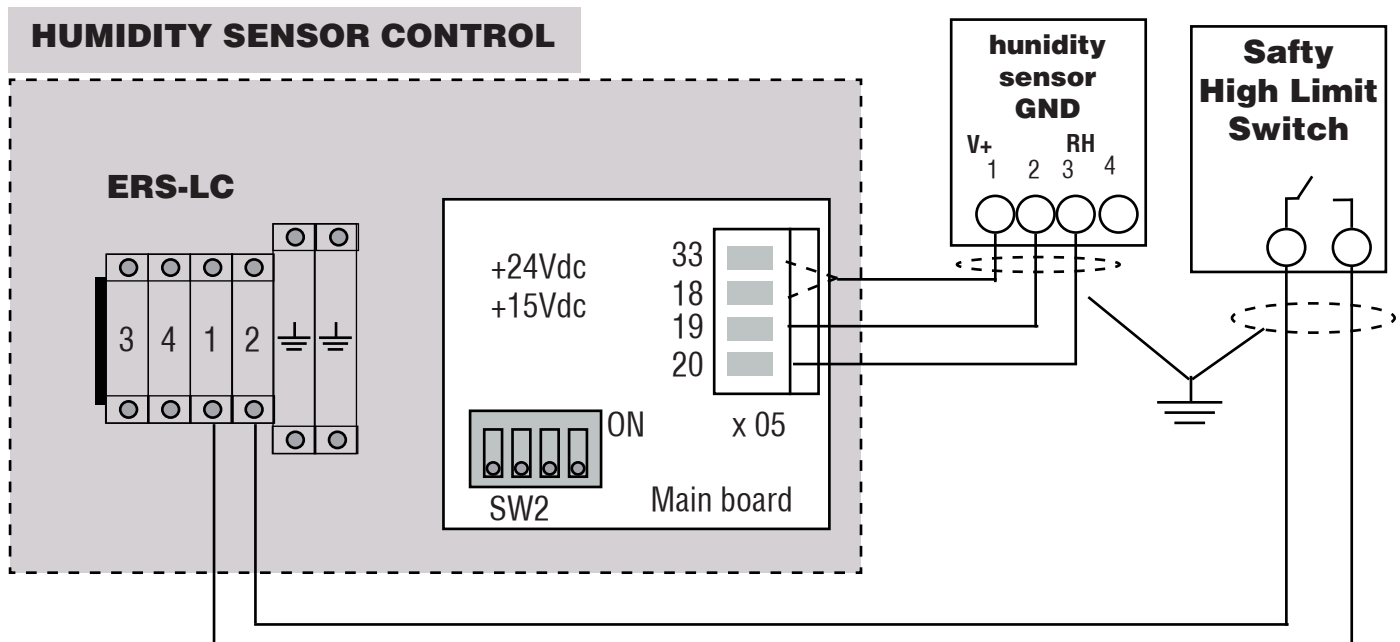 HUMIDITY SENSOR CONTROL
hunidity
sensor
GND
V+ RH
1 2 3 4
Safty
High Limit
Switch
ERS-LC
3 4 1 2
+24Vdc 33
+15Vdc 18
19
20
ON
x 05
SW2
Main board